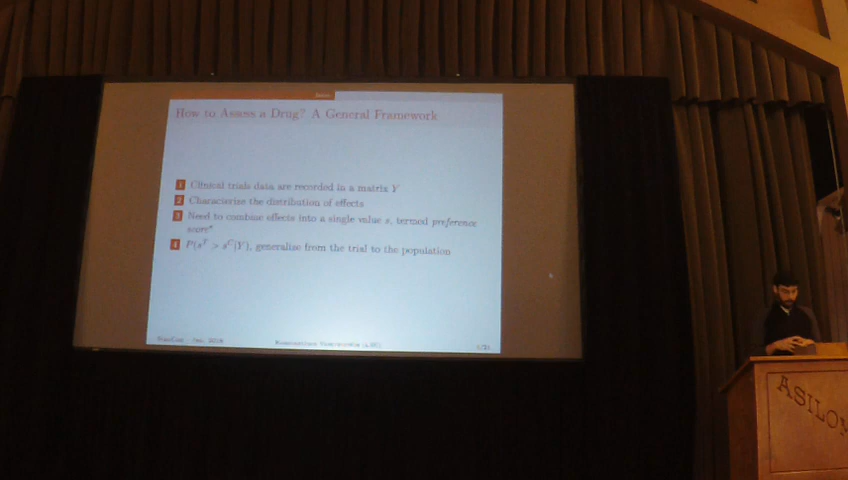 How to Assess a Drug? A General Framework
1 Clinical trials data are recorded in a matrix Y
2 Characterise the distribution of effects
3 Need to combine effects into a single value s, termed preference
score"
4 P(s^T > s^C|Y), generalise from the trial to the population
ASILOM